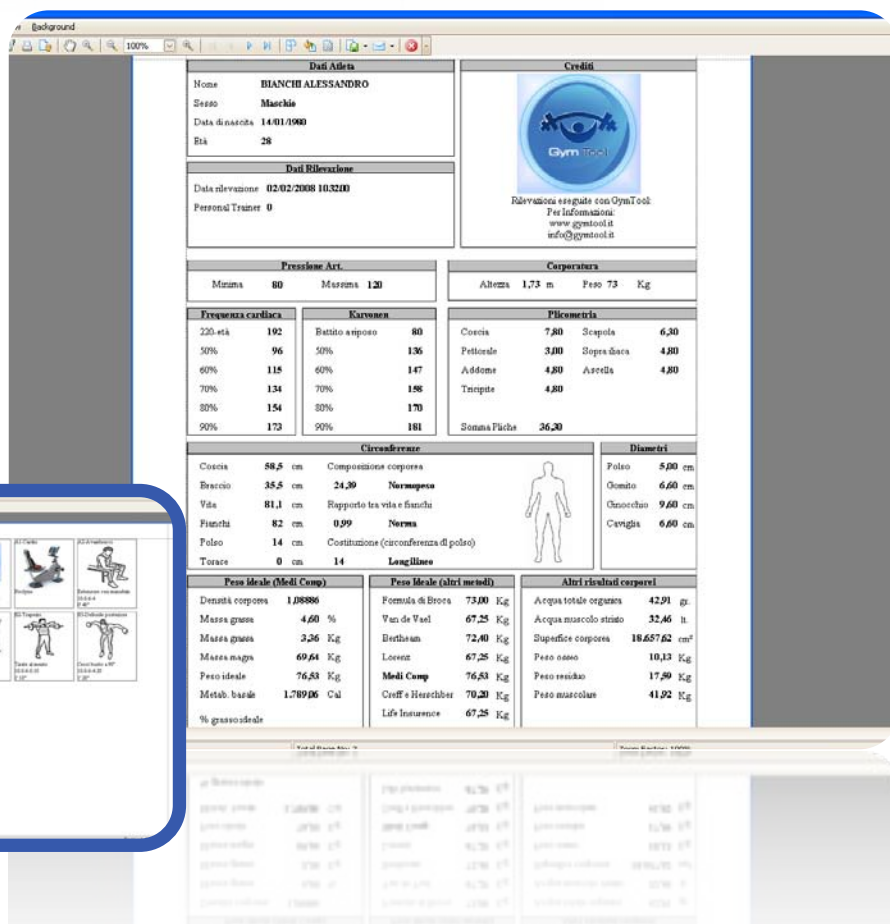 Background
100%
Dati Atleta
Nome BIANCHI ALESSANDRO
Sesso Maschio
Data di nascita 14/01/1980
Età 28
Crediti
Gym Tool
Rilevazioni eseguite con GymTool:
Per Infomazioni:
www.gymtool.it
info@gymtool.it
Dati Rilevazione
Data rilevazione 02/02/2008 10.32.00
Personal Trainer 0
Pressione Art.
Minima 80 Massima 120
Corporatura
Altezza 1,73 m Peso 73 Kg
Frequenza cardiaca
220-età 192
50% 96
60% 115
70% 134
80% 154
90% 173
Karvonen
Battito a riposo 80
50% 136
60% 147
70% 158
80% 170
90% 181
Plicometria
Coscia 7,80 Scapola 6,30
Pettorale 3,00 Sopra iliaca 4,80
Addome 4,80 Ascella 4,80
Tricipite 4,80
Somma Pliche 36,30
Circonferenze
Coscia 58,5 cm Composizione corporea
Braccio 35,5 cm 24,39 Normopeso
Vita 81,1 cm Rapporto tra vita e fianchi
Fianchi 82 cm 0,99 Norma
Polso 14 cm Costituzione (circonferenza dl polso)
Torace 0 cm 14 Longilineo
Diametri
Polso 5,00 cm
Gomito 6,60 cm
Ginocchio 9,60 cm
Caviglia 6,60 cm
Peso ideale (Medi Comp)
Densità corporea 1,08886
Massa grassa 4,60 %
Massa grassa 3,36 Kg
Massa magra 69,64 Kg
Peso ideale 76,53 Kg
Metab. basale 1.789,06 Cal
% grasso ideale
Peso Ideale (altri metodi)
Formula di Broca 73,00 Kg
Van de Vael 67,25 Kg
Bertheam 72,40 Kg
Lorenz 67,25 Kg
Medi Comp 76,53 Kg
Creff e Herschber 70,20 Kg
Life Insurence 67,25 Kg
Altri risultati corporei
Acqua totale organica 42,91 gr.
Acqua muscolo striato 32,46 lt.
Superfice corporea 18.657,62 cm²
Peso osseo 10,13 Kg
Peso residuo 17,59 Kg
Peso muscolare 41,92 Kg